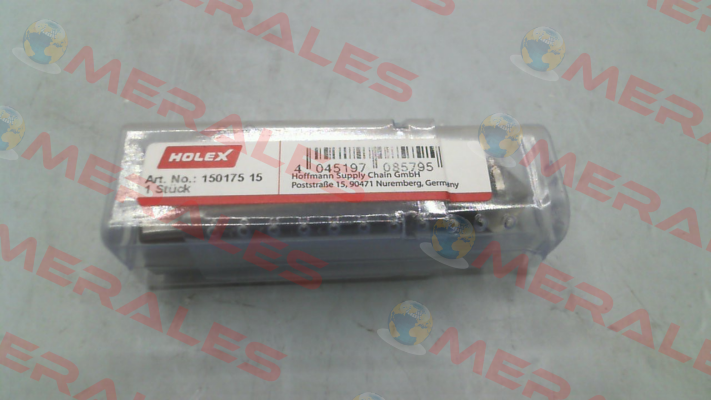 MERALES
MERALES
HOLEX
Art. No.: 150175 15
1 Stück
4 045197 085795
Hoffmann Supply Chain GmbH
Poststraße 15, 90471 Nuremberg, Germany
MERALES
MERALES
MERALES
MERALES